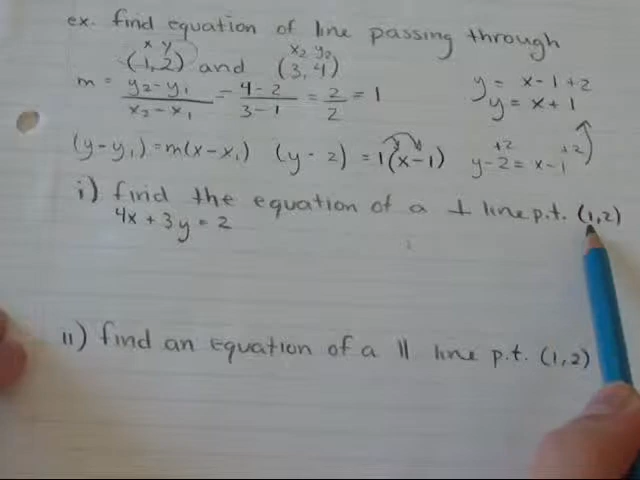 ex. find equation of line passing through
x y x2 y2
(1,2) and (3,4)
m = y2-y1 / x2-x1 = 4-2 / 3-1 = 2/2 = 1
y = x-1+2
y = x+1
(y-y1)=m(x-x1) (y-2)=1(x-1)
+2 +2
y-2=x-1
i) find the equation of a ⊥ line p.t. (1,2)
4x + 3y = 2
ii) find an equation of a || line p.t. (1,2)